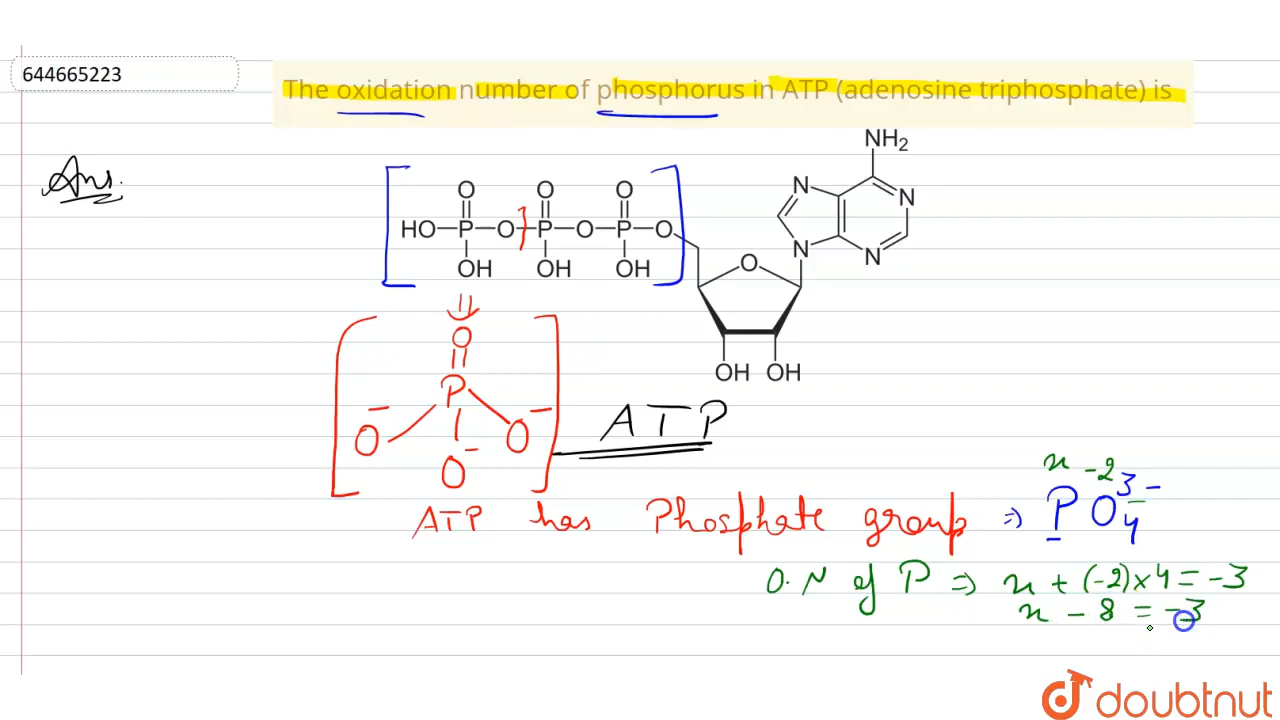 644665223
The oxidation number of phosphorus in ATP (adenosine triphosphate) is
Ans.
NH2
N N
N N
O O O
HO P O P O P O
OH OH OH
O
OH OH
O
P
O⁻ O⁻ O⁻
ATP
x -2
ATP has Phosphate group ⇒ PO4 3-
O.N of P ⇒ x + (-2)×4 = -3
x - 8 = -3
doubtnut